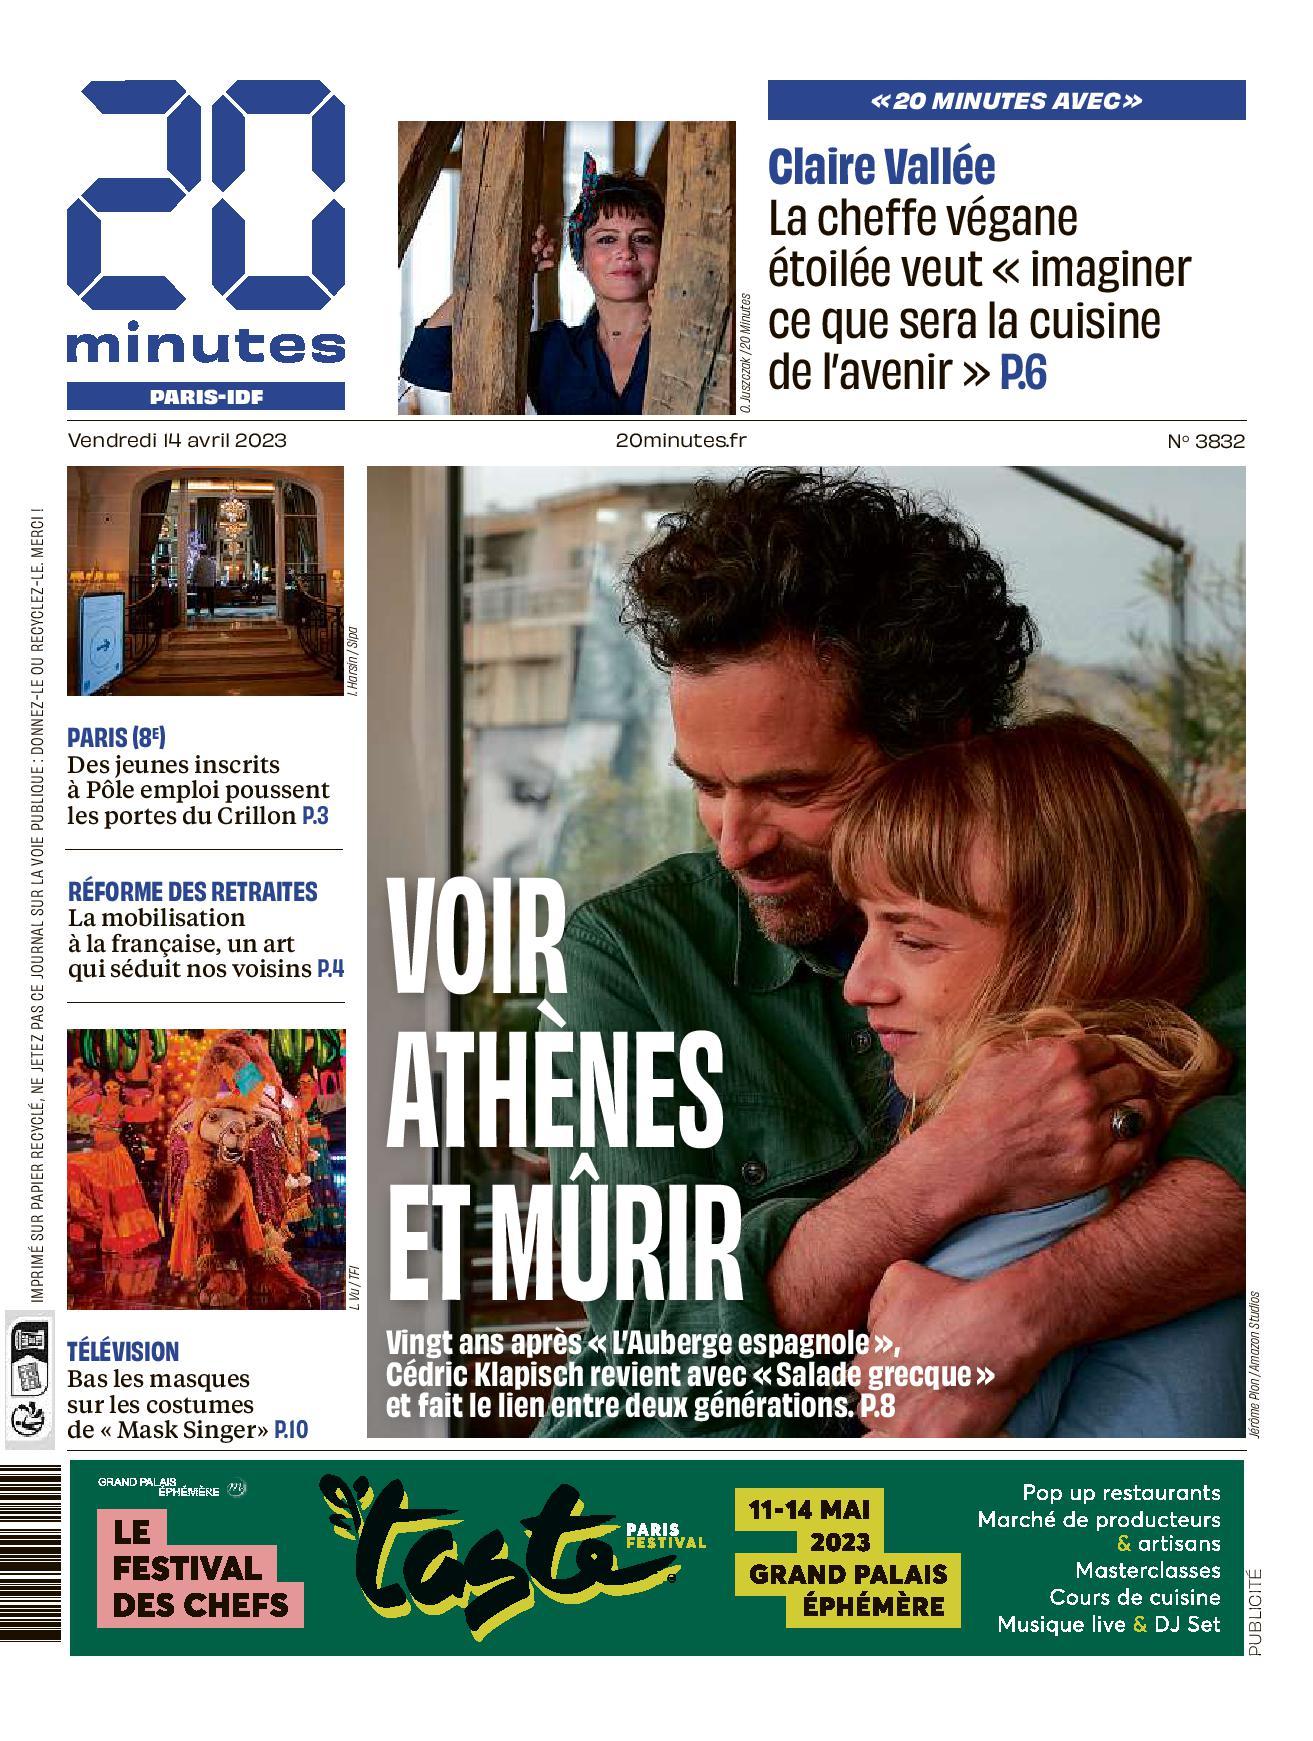 20
minutes
PARIS-IDF
«20 MINUTES AVEC»
Claire Vallée
La cheffe végane
étoilée veut « imaginer
ce que sera la cuisine
de l’avenir » P.6
O. Juszczak / 20 Minutes
Vendredi 14 avril 2023
20minutes.fr
N° 3832
I. Harsin / Sipa
PARIS (8E)
Des jeunes inscrits
à Pôle emploi poussent
les portes du Crillon P.3
RÉFORME DES RETRAITES
La mobilisation
à la française, un art
qui séduit nos voisins P.4
L. Vu / TF1
TÉLÉVISION
Bas les masques
sur les costumes
de « Mask Singer» P.10
IMPRIMÉ SUR PAPIER RECYCLÉ, NE JETEZ PAS CE JOURNAL SUR LA VOIE PUBLIQUE : DONNEZ-LE OU RECYCLEZ-LE. MERCI !
VOIR
ATHÈNES
ET MÛRIR
Vingt ans après « L’Auberge espagnole »,
Cédric Klapisch revient avec « Salade grecque »
et fait le lien entre deux générations. P.8
Jérôme Plon / Amazon Studios
GRAND PALAIS
ÉPHÉMÈRE
LE
FESTIVAL
DES CHEFS
taste
PARIS
FESTIVAL
11-14 MAI
2023
GRAND PALAIS
ÉPHÉMÈRE
Pop up restaurants
Marché de producteurs
& artisans
Masterclasses
Cours de cuisine
Musique live & DJ Set
PUBLICITÉ